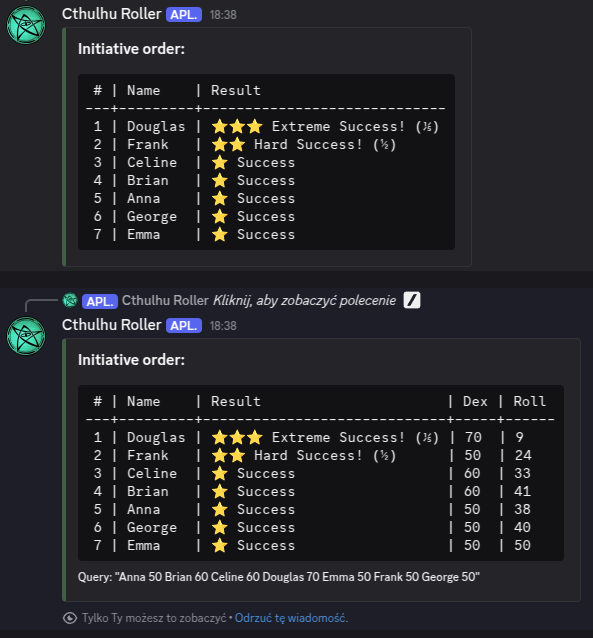 Cthulhu Roller APL. 18:38
Initiative order:
# | Name | Result
---+---------+-----------------------------
1 | Douglas | ⭐⭐⭐ Extreme Success! (⅕)
2 | Frank | ⭐⭐ Hard Success! (½)
3 | Celine | ⭐ Success
4 | Brian | ⭐ Success
5 | Anna | ⭐ Success
6 | George | ⭐ Success
7 | Emma | ⭐ Success
APL. Cthulhu Roller Kliknij, aby zobaczyć polecenie
Cthulhu Roller APL. 18:38
Initiative order:
# | Name | Result | Dex | Roll
---+---------+-----------------------------+-----+------
1 | Douglas | ⭐⭐⭐ Extreme Success! (⅕) | 70 | 9
2 | Frank | ⭐⭐ Hard Success! (½) | 50 | 24
3 | Celine | ⭐ Success | 60 | 33
4 | Brian | ⭐ Success | 60 | 41
5 | Anna | ⭐ Success | 50 | 38
6 | George | ⭐ Success | 50 | 40
7 | Emma | ⭐ Success | 50 | 50
Query: "Anna 50 Brian 60 Celine 60 Douglas 70 Emma 50 Frank 50 George 50"
Tylko Ty możesz to zobaczyć • Odrzuć tę wiadomość.